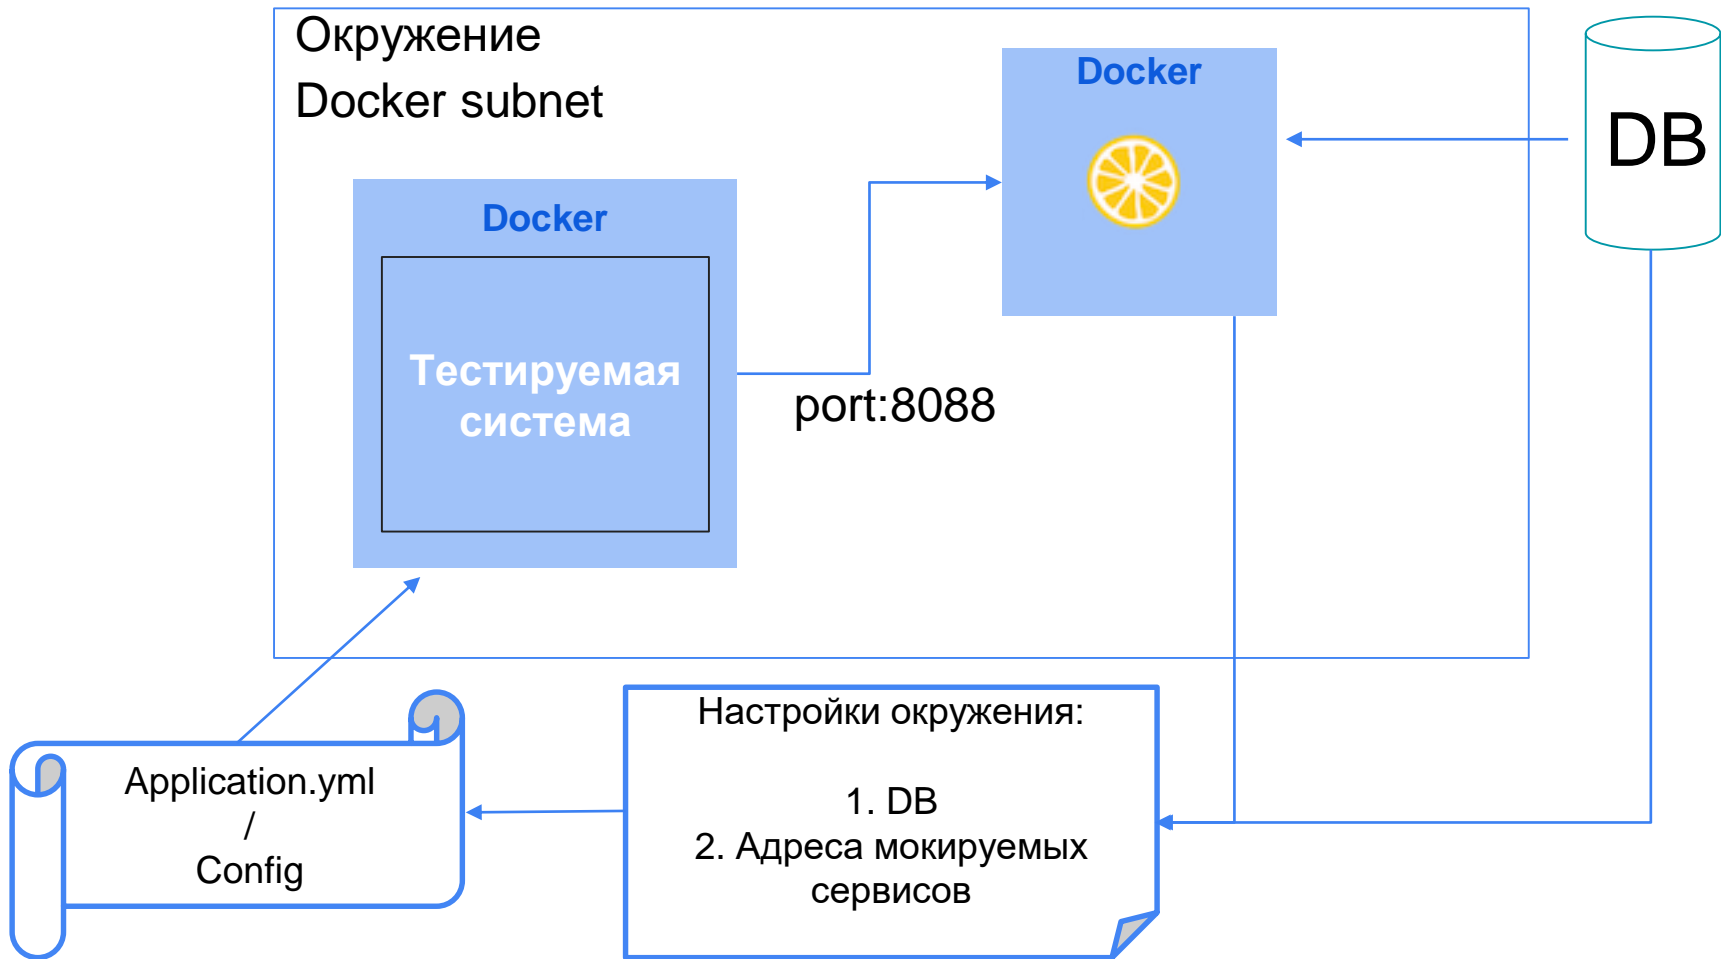 Окружение
Docker subnet
Docker
DB
Docker
Тестируемая
система
port:8088
Настройки окружения:
1. DB
2. Адреса мокируемых
сервисов
Application.yml
/
Config